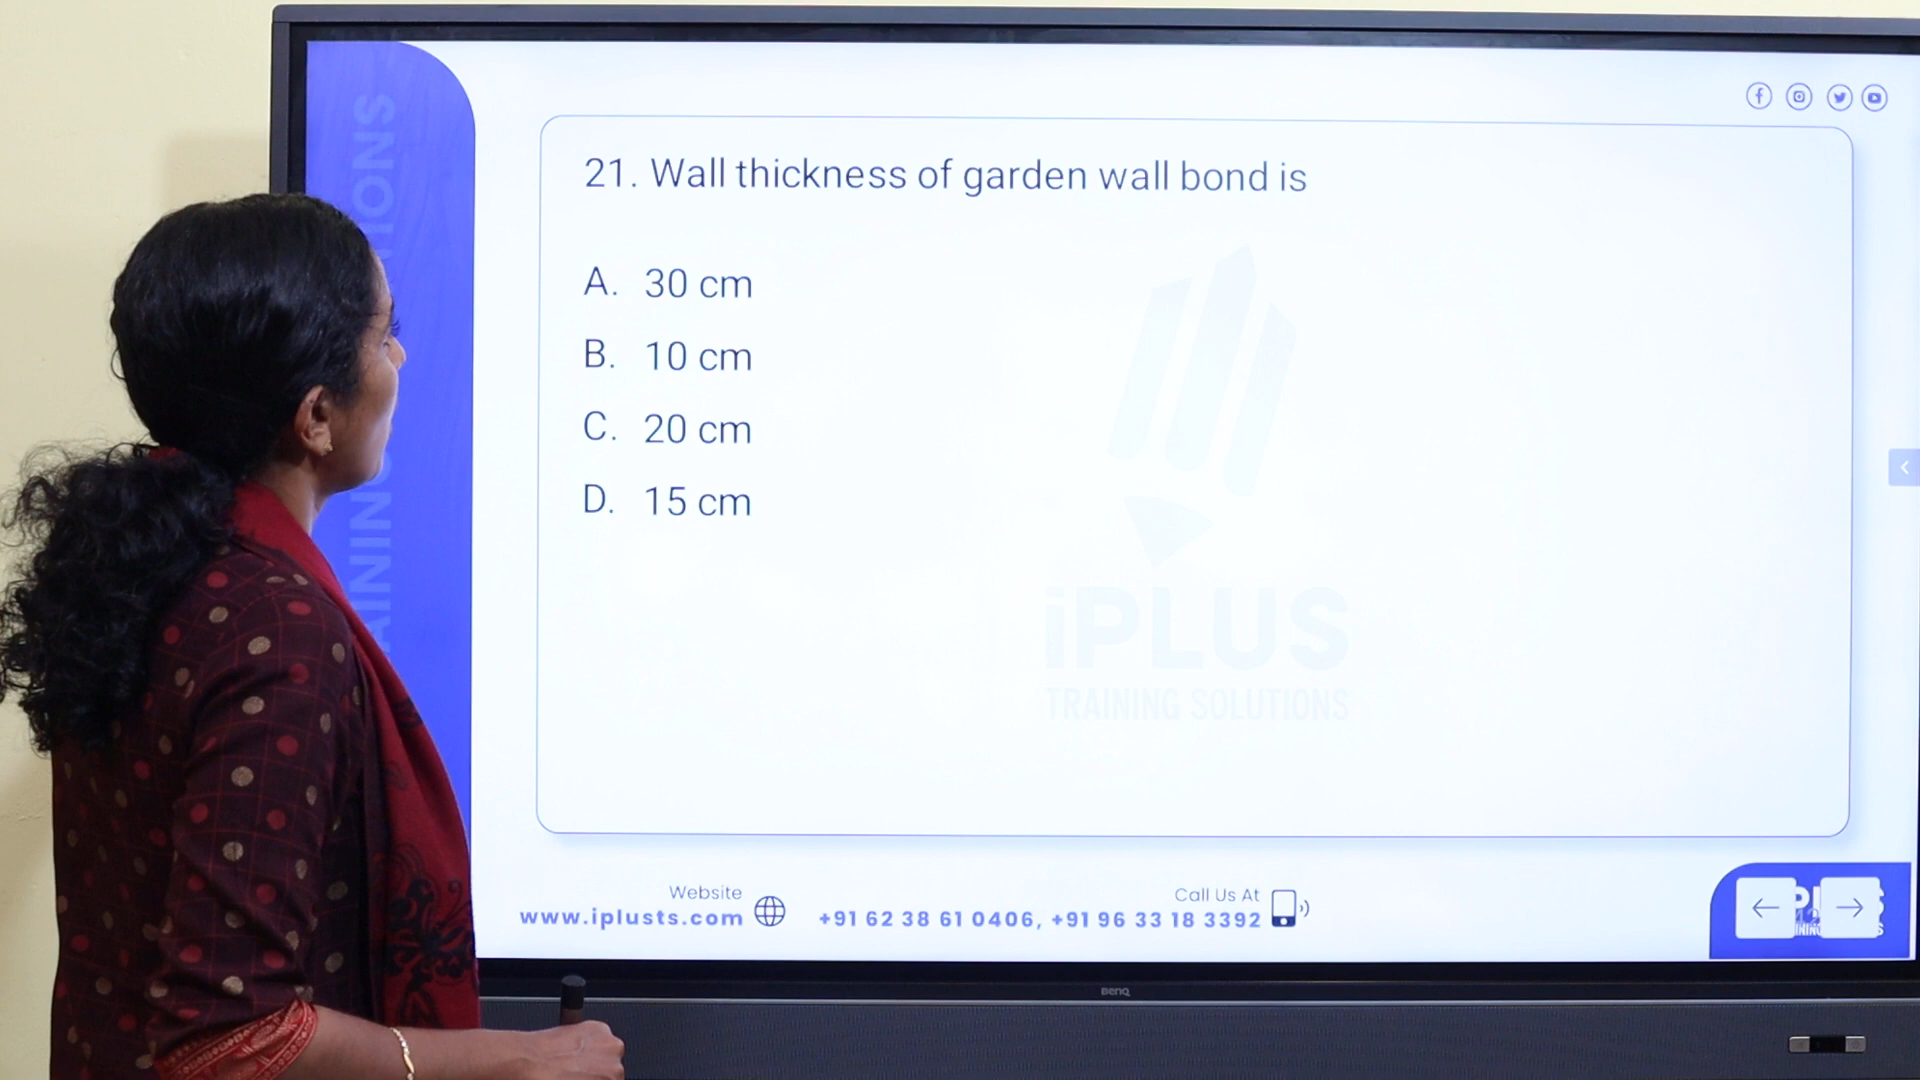 21. Wall thickness of garden wall bond is
A. 30 cm
B. 10 cm
C. 20 cm
D. 15 cm
iPLUS
TRAINING SOLUTIONS
Website
www.iplusts.com
Call Us At
+91 62 38 61 0406, +91 96 33 18 3392
BenQ